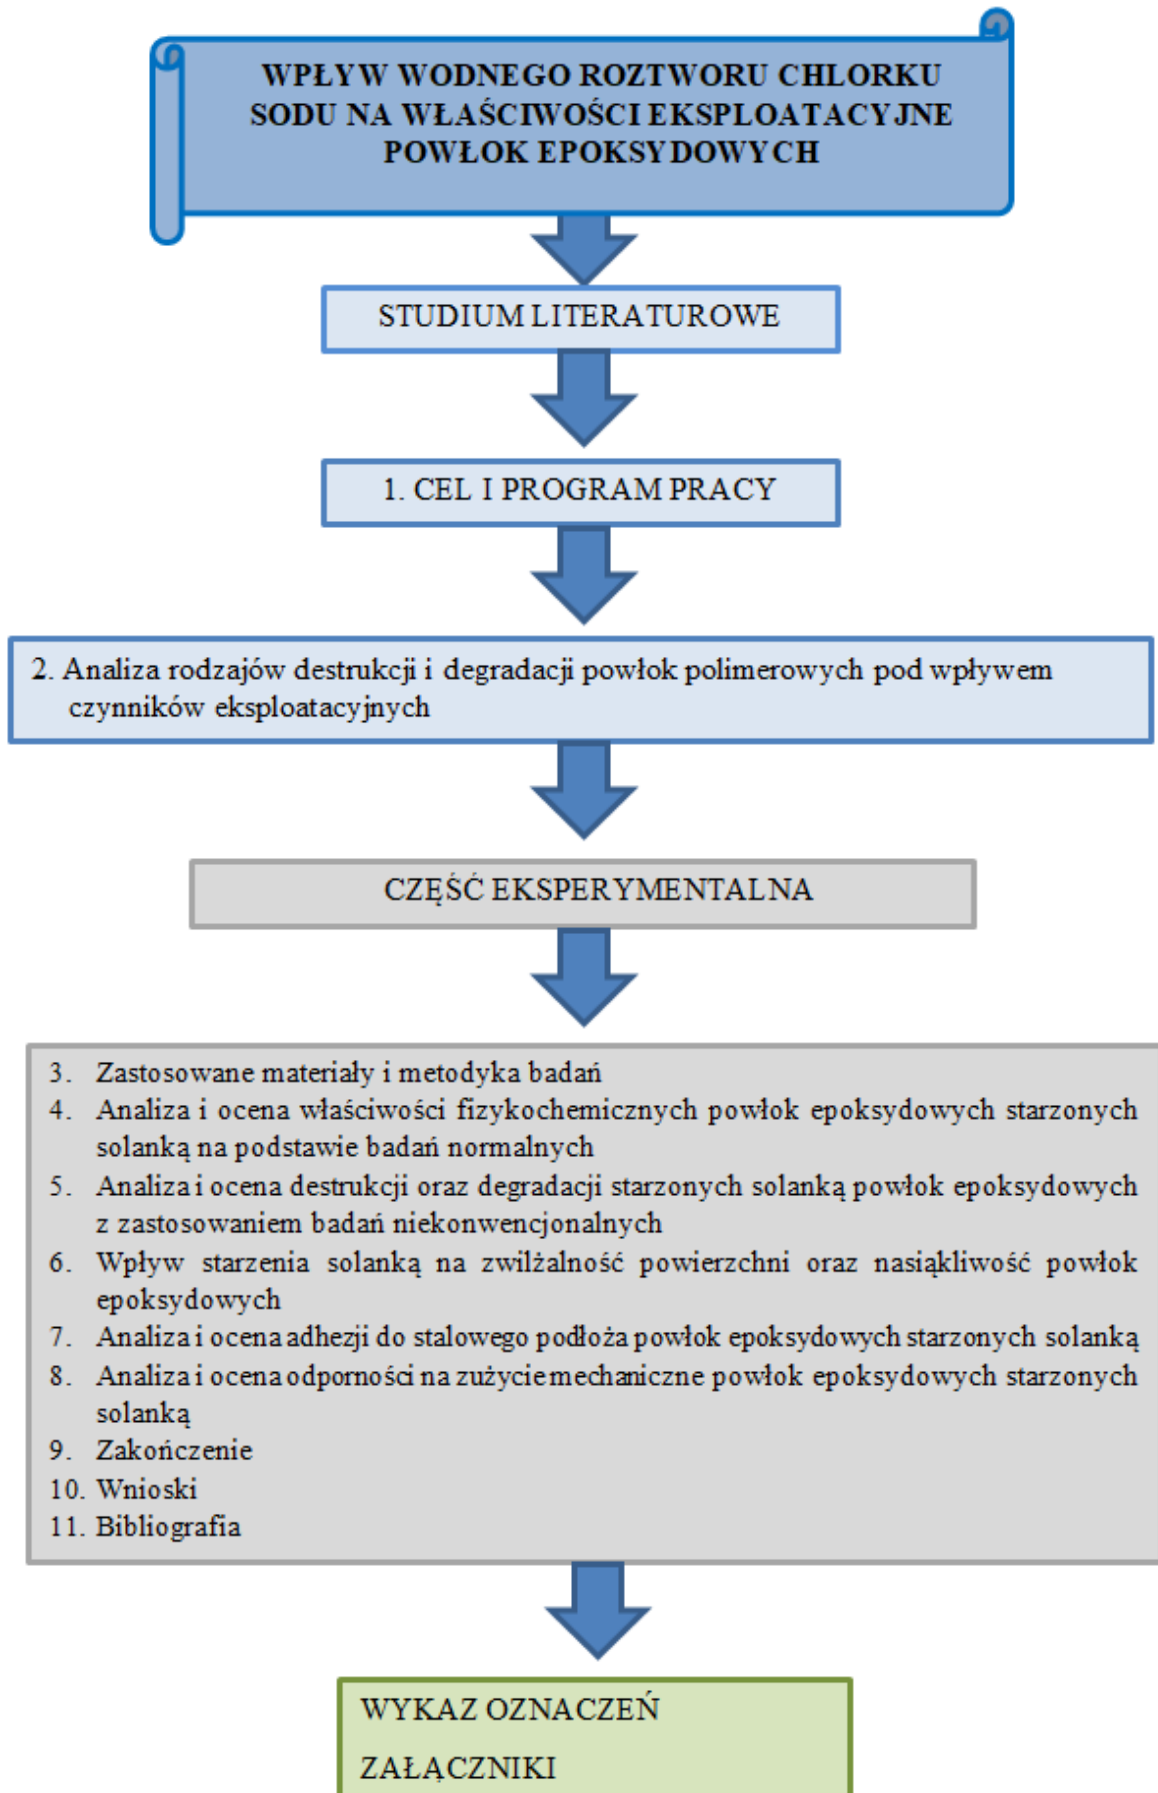 WPŁYW WODNEGO ROZTWORU CHLORKU
SODU NA WŁAŚCIWOŚCI EKSPLOATACYJNE
POWŁOK EPOKSYDOWYCH
STUDIUM LITERATUROWE
1. CEL I PROGRAM PRACY
2. Analiza rodzajów destrukcji i degradacji powłok polimerowych pod wpływem
czynników eksploatacyjnych
CZĘŚĆ EKSPERYMENTALNA
3. Zastosowane materiały i metodyka badań
4. Analiza i ocena właściwości fizykochemicznych powłok epoksydowych starzonych
solanką na podstawie badań normalnych
5. Analiza i ocena destrukcji oraz degradacji starzonych solanką powłok epoksydowych
z zastosowaniem badań niekonwencjonalnych
6. Wpływ starzenia solanką na zwilżalność powierzchni oraz nasiąkliwość powłok
epoksydowych
7. Analiza i ocena adhezji do stalowego podłoża powłok epoksydowych starzonych solanką
8. Analiza i ocena odporności na zużycie mechaniczne powłok epoksydowych starzonych
solanką
9. Zakończenie
10. Wnioski
11. Bibliografia
WYKAZ OZNACZEŃ
ZAŁĄCZNIKI